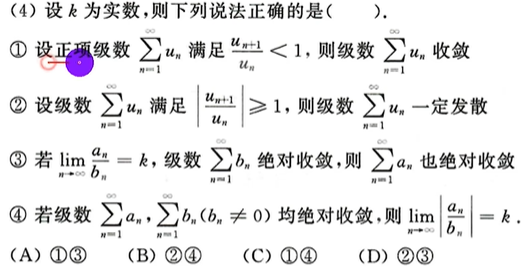 (4) 设 k 为实数,则下列说法正确的是( ).
① 设正项级数 $\sum_{n=1}^{\infty} u_n$ 满足 $\frac{u_{n+1}}{u_n} < 1$, 则级数 $\sum_{n=1}^{\infty} u_n$ 收敛
② 设级数 $\sum_{n=1}^{\infty} u_n$ 满足 $\left|\frac{u_{n+1}}{u_n}\right| \geqslant 1$, 则级数 $\sum_{n=1}^{\infty} u_n$ 一定发散
③ 若 $\lim_{n\to\infty} \frac{a_n}{b_n} = k$, 级数 $\sum_{n=1}^{\infty} b_n$ 绝对收敛,则 $\sum_{n=1}^{\infty} a_n$ 也绝对收敛
④ 若级数 $\sum_{n=1}^{\infty} a_n, \sum_{n=1}^{\infty} b_n (b_n \neq 0)$ 均绝对收敛,则 $\lim_{n\to\infty} \left|\frac{a_n}{b_n}\right| = k$.
(A) ①③ (B) ②④ (C) ①④ (D) ②③